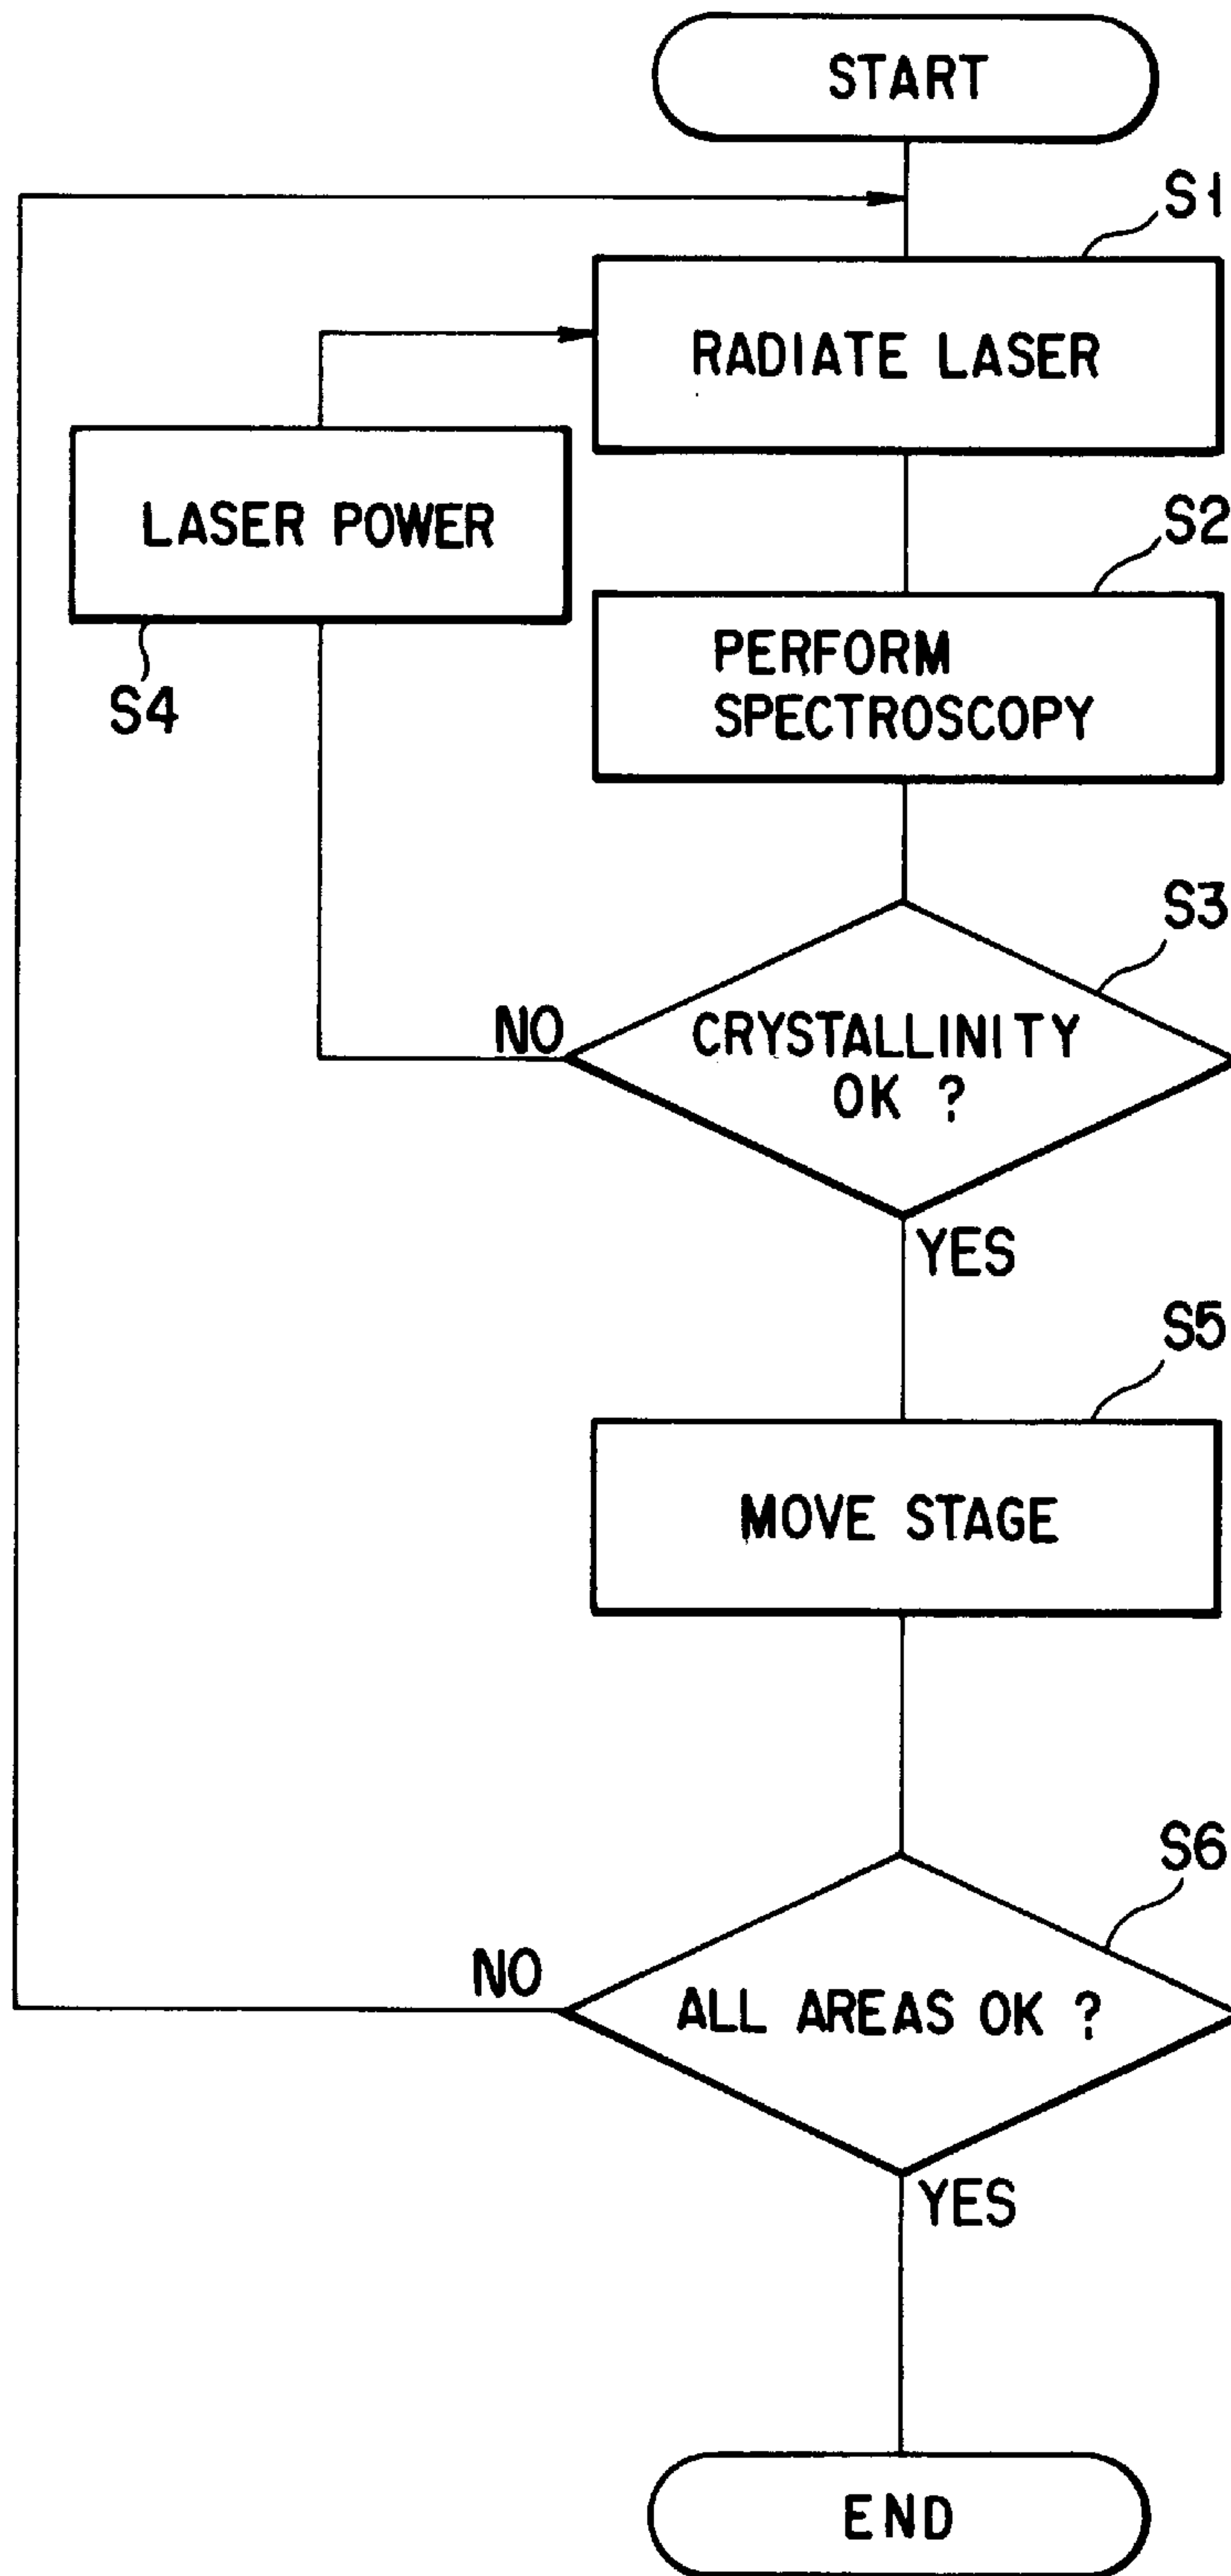 START
S1
RADIATE LASER
LASER POWER
S4
S2
PERFORM
SPECTROSCOPY
S3
CRYSTALLINITY
OK ?
NO
YES
S5
MOVE STAGE
S6
ALL AREAS OK ?
NO
YES
END